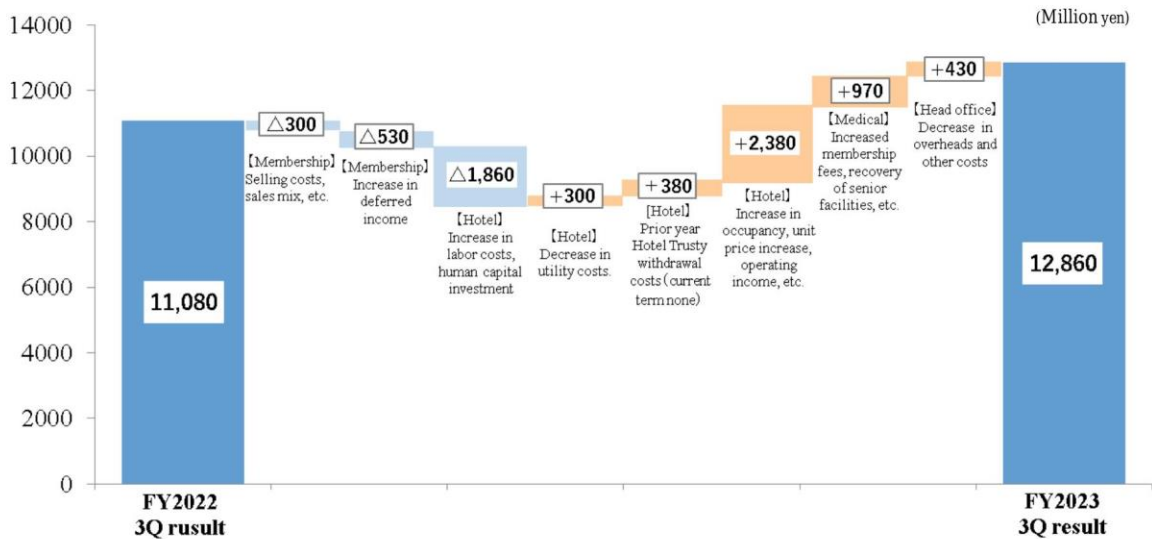 (Million yen)
14000
12000
10000
8000
6000
4000
2000
0
11,080
△300
【Membership】
Selling costs,
sales mix, etc.
△530
【Membership】
Increase in
deferred
income
△1,860
【Hotel】
Increase in
labor costs,
human capital
investment
+300
【Hotel】
Decrease in
utility costs.
+380
[Hotel】
Prior year
Hotel Trusty
withdrawal
costs (current
term none)
+2,380
【Hotel】
Increase in
occupancy, unit
price increase,
operating
income, etc.
+970
【Medical】
Increased
membership
fees, recovery
of senior
facilities, etc.
+430
【Head office】
Decrease in
overheads and
other costs
12,860
FY2022
3Q rusult
FY2023
3Q result